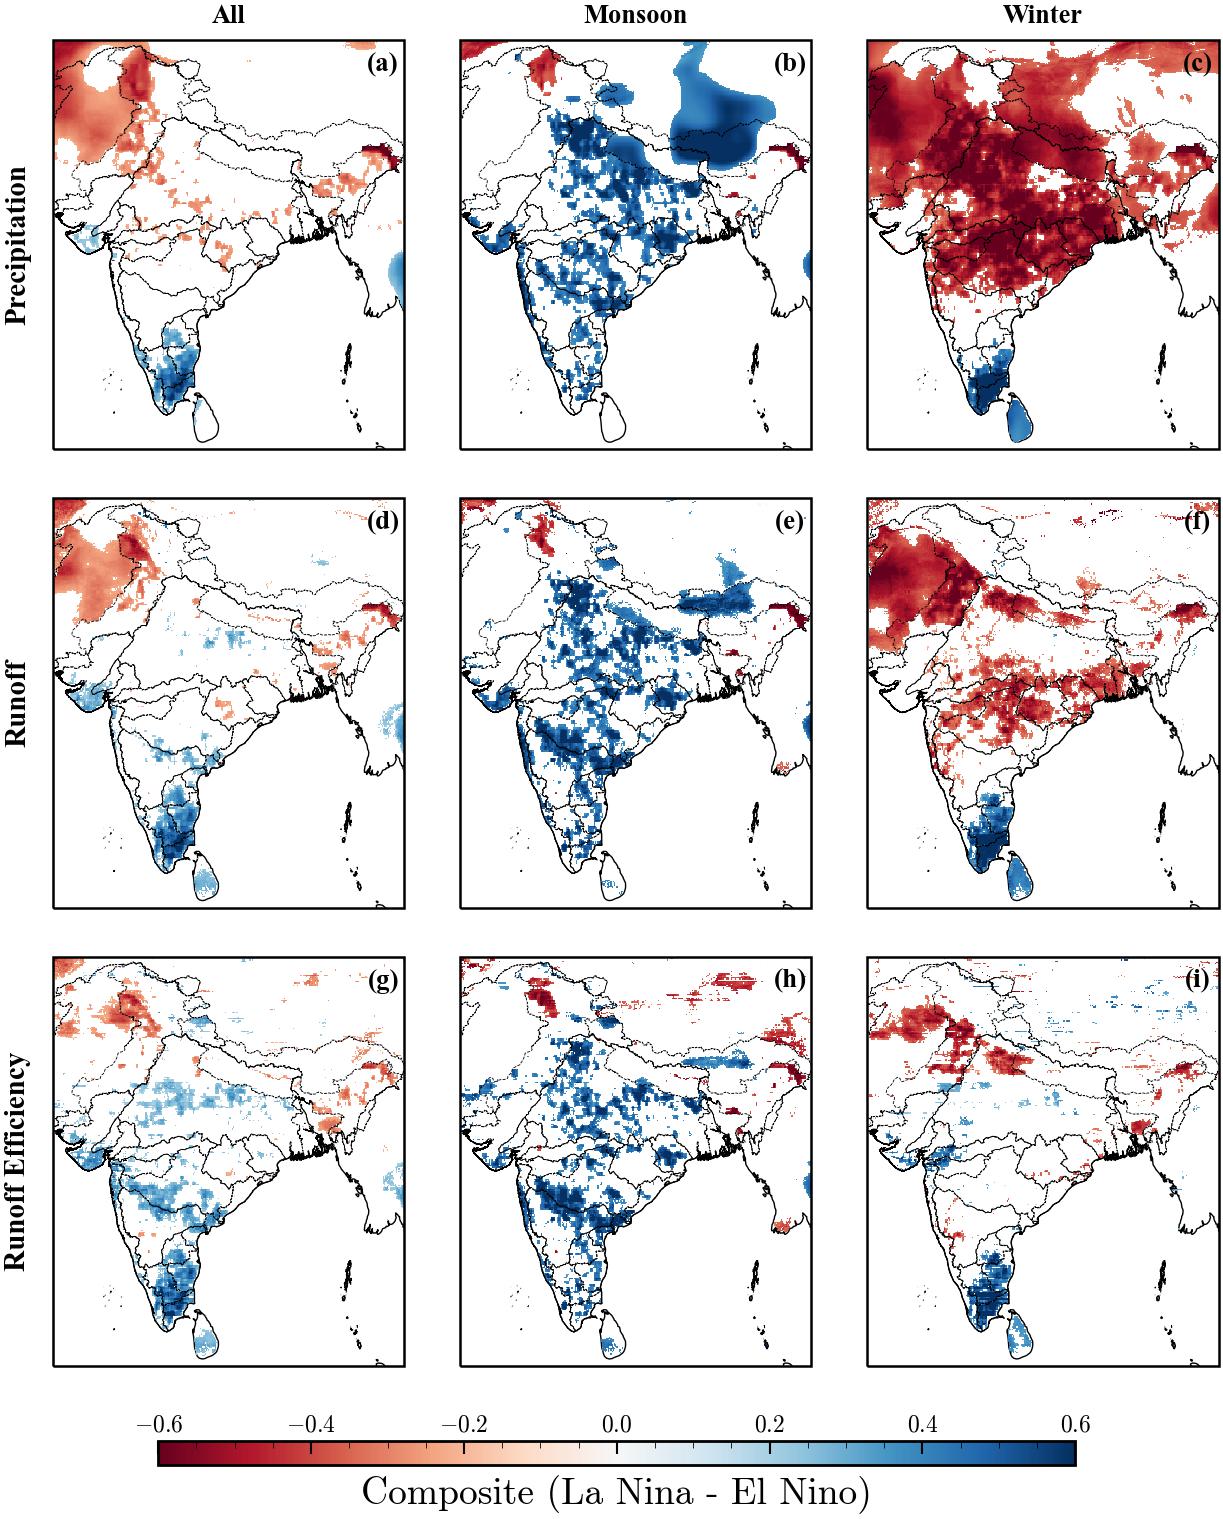 All Monsoon Winter
Precipitation
(a) (b) (c)
Runoff
(d) (e) (f)
Runoff Efficiency
(g) (h) (i)
−0.6 −0.4 −0.2 0.0 0.2 0.4 0.6
Composite (La Nina - El Nino)